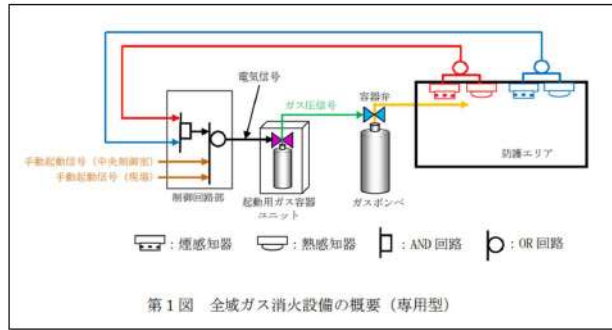 電気信号
ガス圧信号
容器弁
手動起動信号（中央制御室）
手動起動信号（現場）
制御回路部
起動用ガス容器
ユニット
ガスボンベ
防護エリア
：煙感知器
：熱感知器
：AND 回路
：OR 回路
第1図　全域ガス消火設備の概要（専用型）